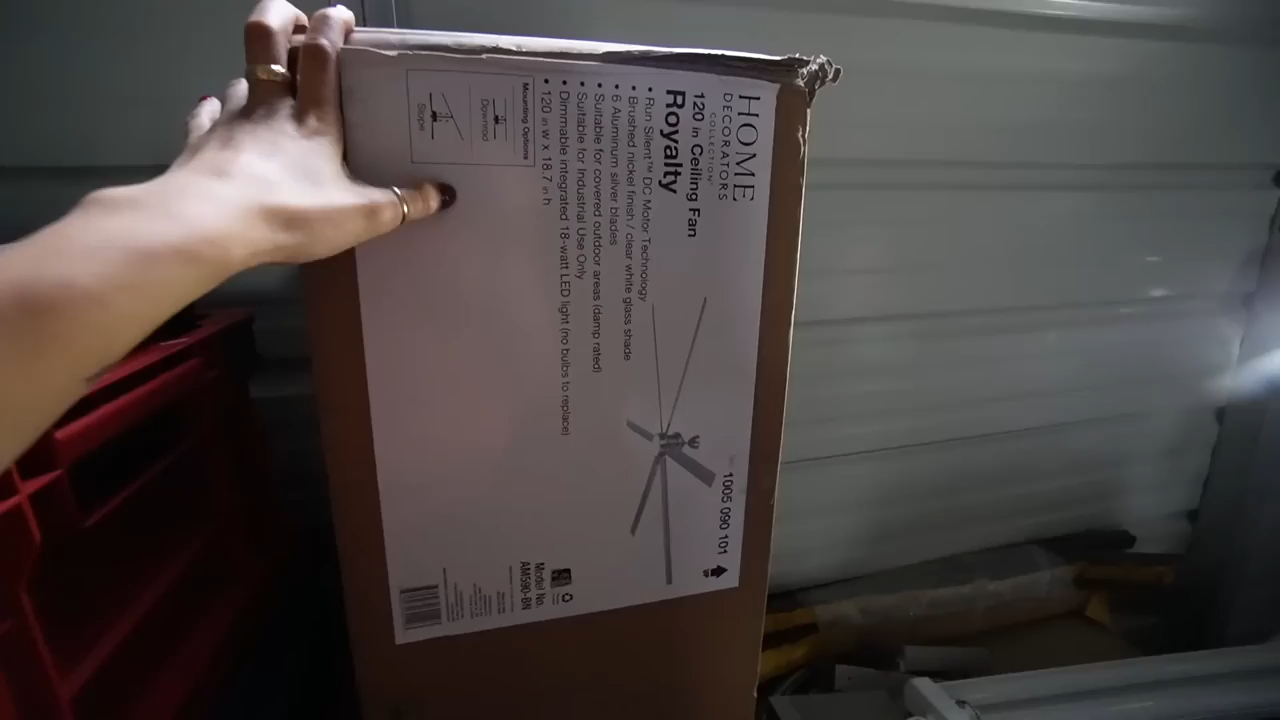 HOME
DECORATORS
COLLECTION
120 in Ceiling Fan
Royalty
• Run Silent™ DC Motor Technology
• Brushed nickel finish / clear white glass shade
• 6 Aluminum silver blades
• Suitable for covered outdoor areas (damp rated)
• Suitable for Industrial Use Only
• Dimmable integrated 18-watt LED light (no bulbs to replace)
• 120 in w x 18.7 in h
Mounting Options
Downrod
Slope
1005 090 101
UP
Model No.
AM590-BN